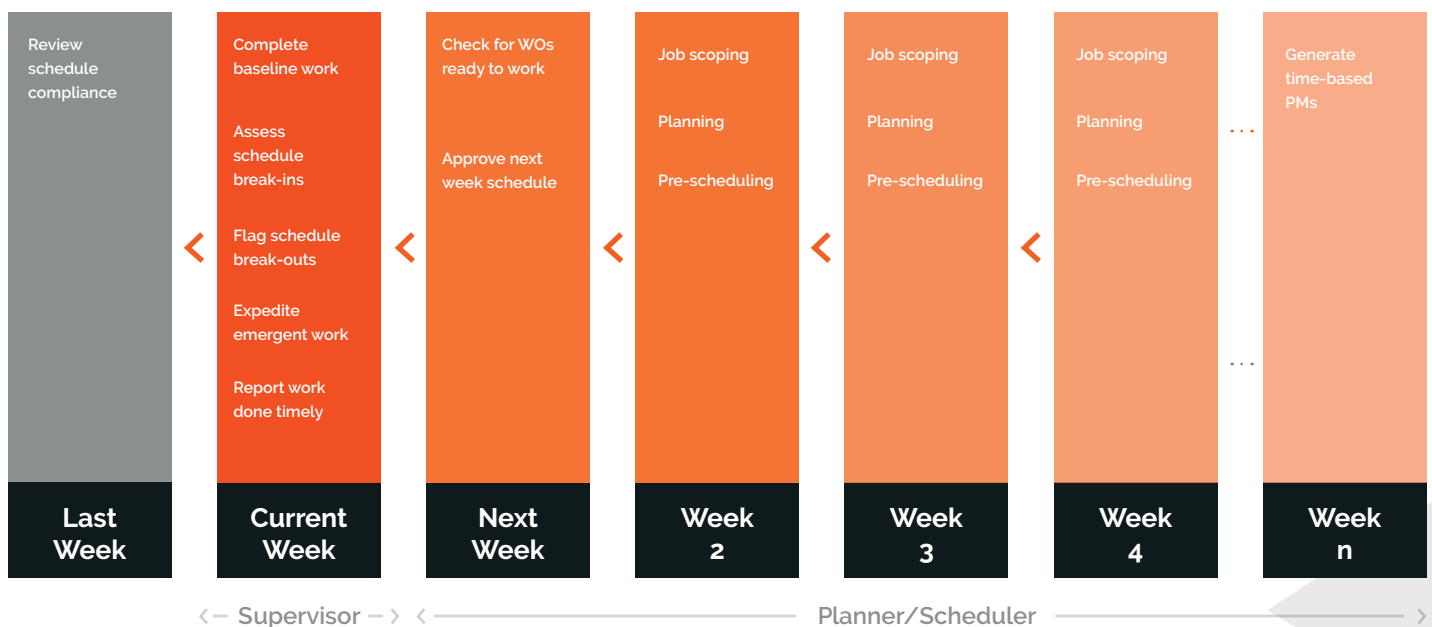 Review
schedule
compliance
Last
Week
Complete
baseline work
Assess
schedule
break-ins
Flag schedule
break-outs
Expedite
emergent work
Report work
done timely
Current
Week
Check for WOs
ready to work
Approve next
week schedule
Next
Week
Job scoping
Planning
Pre-scheduling
Week
2
Job scoping
Planning
Pre-scheduling
Week
3
Job scoping
Planning
Pre-scheduling
Week
4
...
...
Generate
time-based
PMs
Week
n
Supervisor
Planner/Scheduler